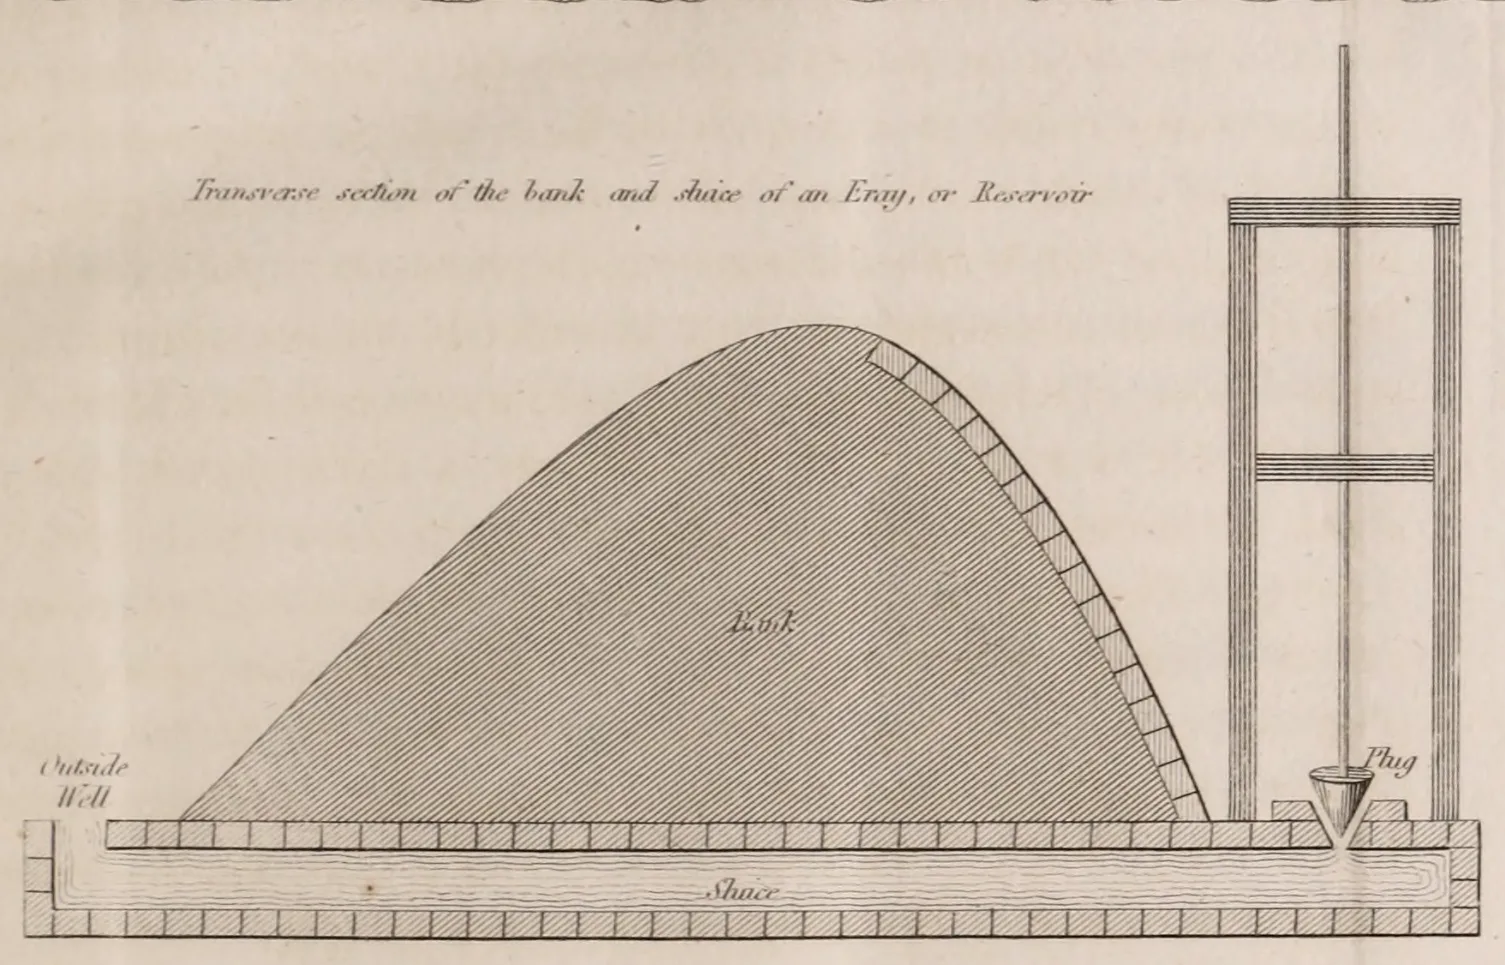 Transverse section of the bank and sluice of an Eray, or Reservoir
Bank
Outside
Well
Plug
Sluice